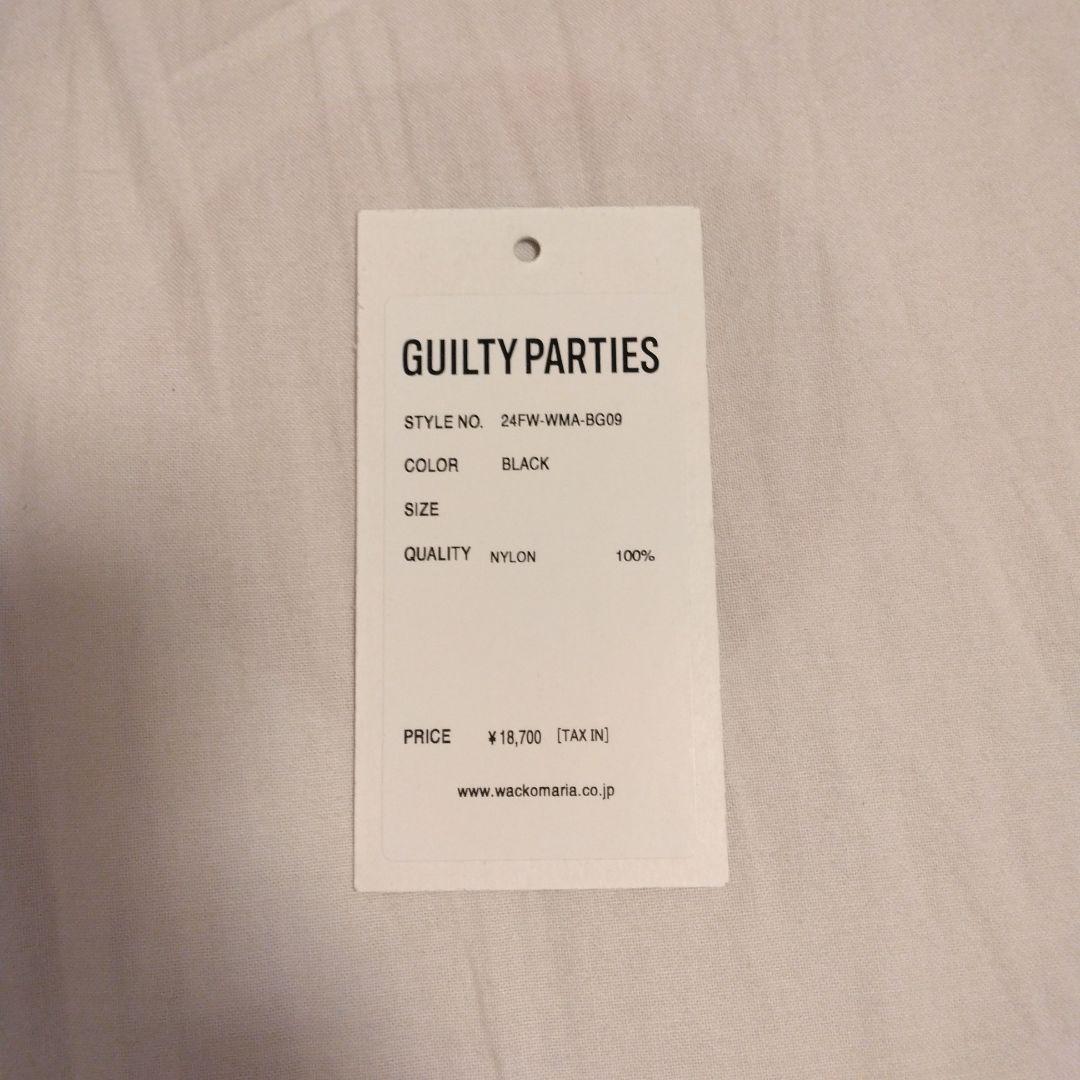 GUILTY PARTIES
STYLE NO. 24FW-WMA-BG09
COLOR BLACK
SIZE
QUALITY NYLON 100%
PRICE ¥18,700 [TAX IN]
www.wackomaria.co.jp